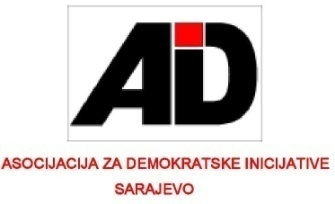 AiD
ASOCIJACIJA ZA DEMOKRATSKE INICIJATIVE
SARAJEVO